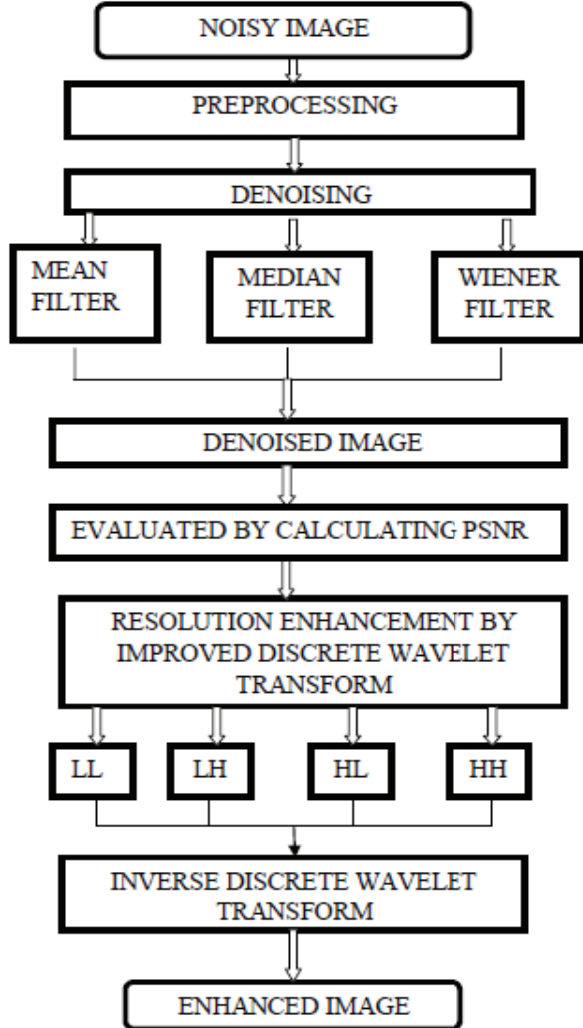 NOISY IMAGE
PREPROCESSING
DENOISING
MEAN
FILTER
MEDIAN
FILTER
WIENER
FILTER
DENOISED IMAGE
EVALUATED BY CALCULATING PSNR
RESOLUTION ENHANCEMENT BY
IMPROVED DISCRETE WAVELET
TRANSFORM
LL
LH
HL
HH
INVERSE DISCRETE WAVELET
TRANSFORM
ENHANCED IMAGE